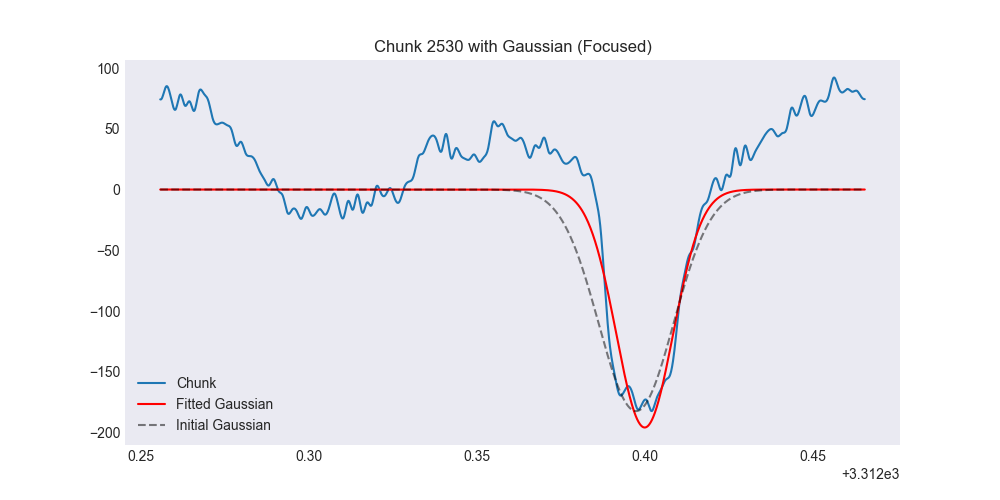 Chunk 2530 with Gaussian (Focused)
100
50
0
−50
−100
−150
−200
Chunk
Fitted Gaussian
Initial Gaussian
0.25 0.30 0.35 0.40 0.45
+3.312e3